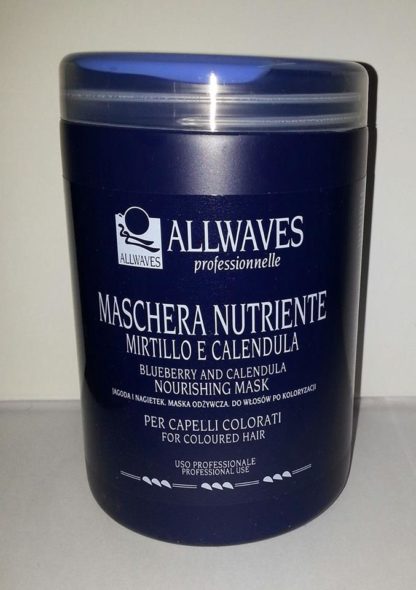 ALLWAVES
ALLWAVES
professionnelle
MASCHERA NUTRIENTE
MIRTILLO E CALENDULA
BLUEBERRY AND CALENDULA
NOURISHING MASK
JAGODA I NAGIETEK. MASKA ODŻYWCZA. DO WŁOSÓW PO KOLORYZACJI
PER CAPELLI COLORATI
FOR COLOURED HAIR
USO PROFESSIONALE
PROFESSIONAL USE